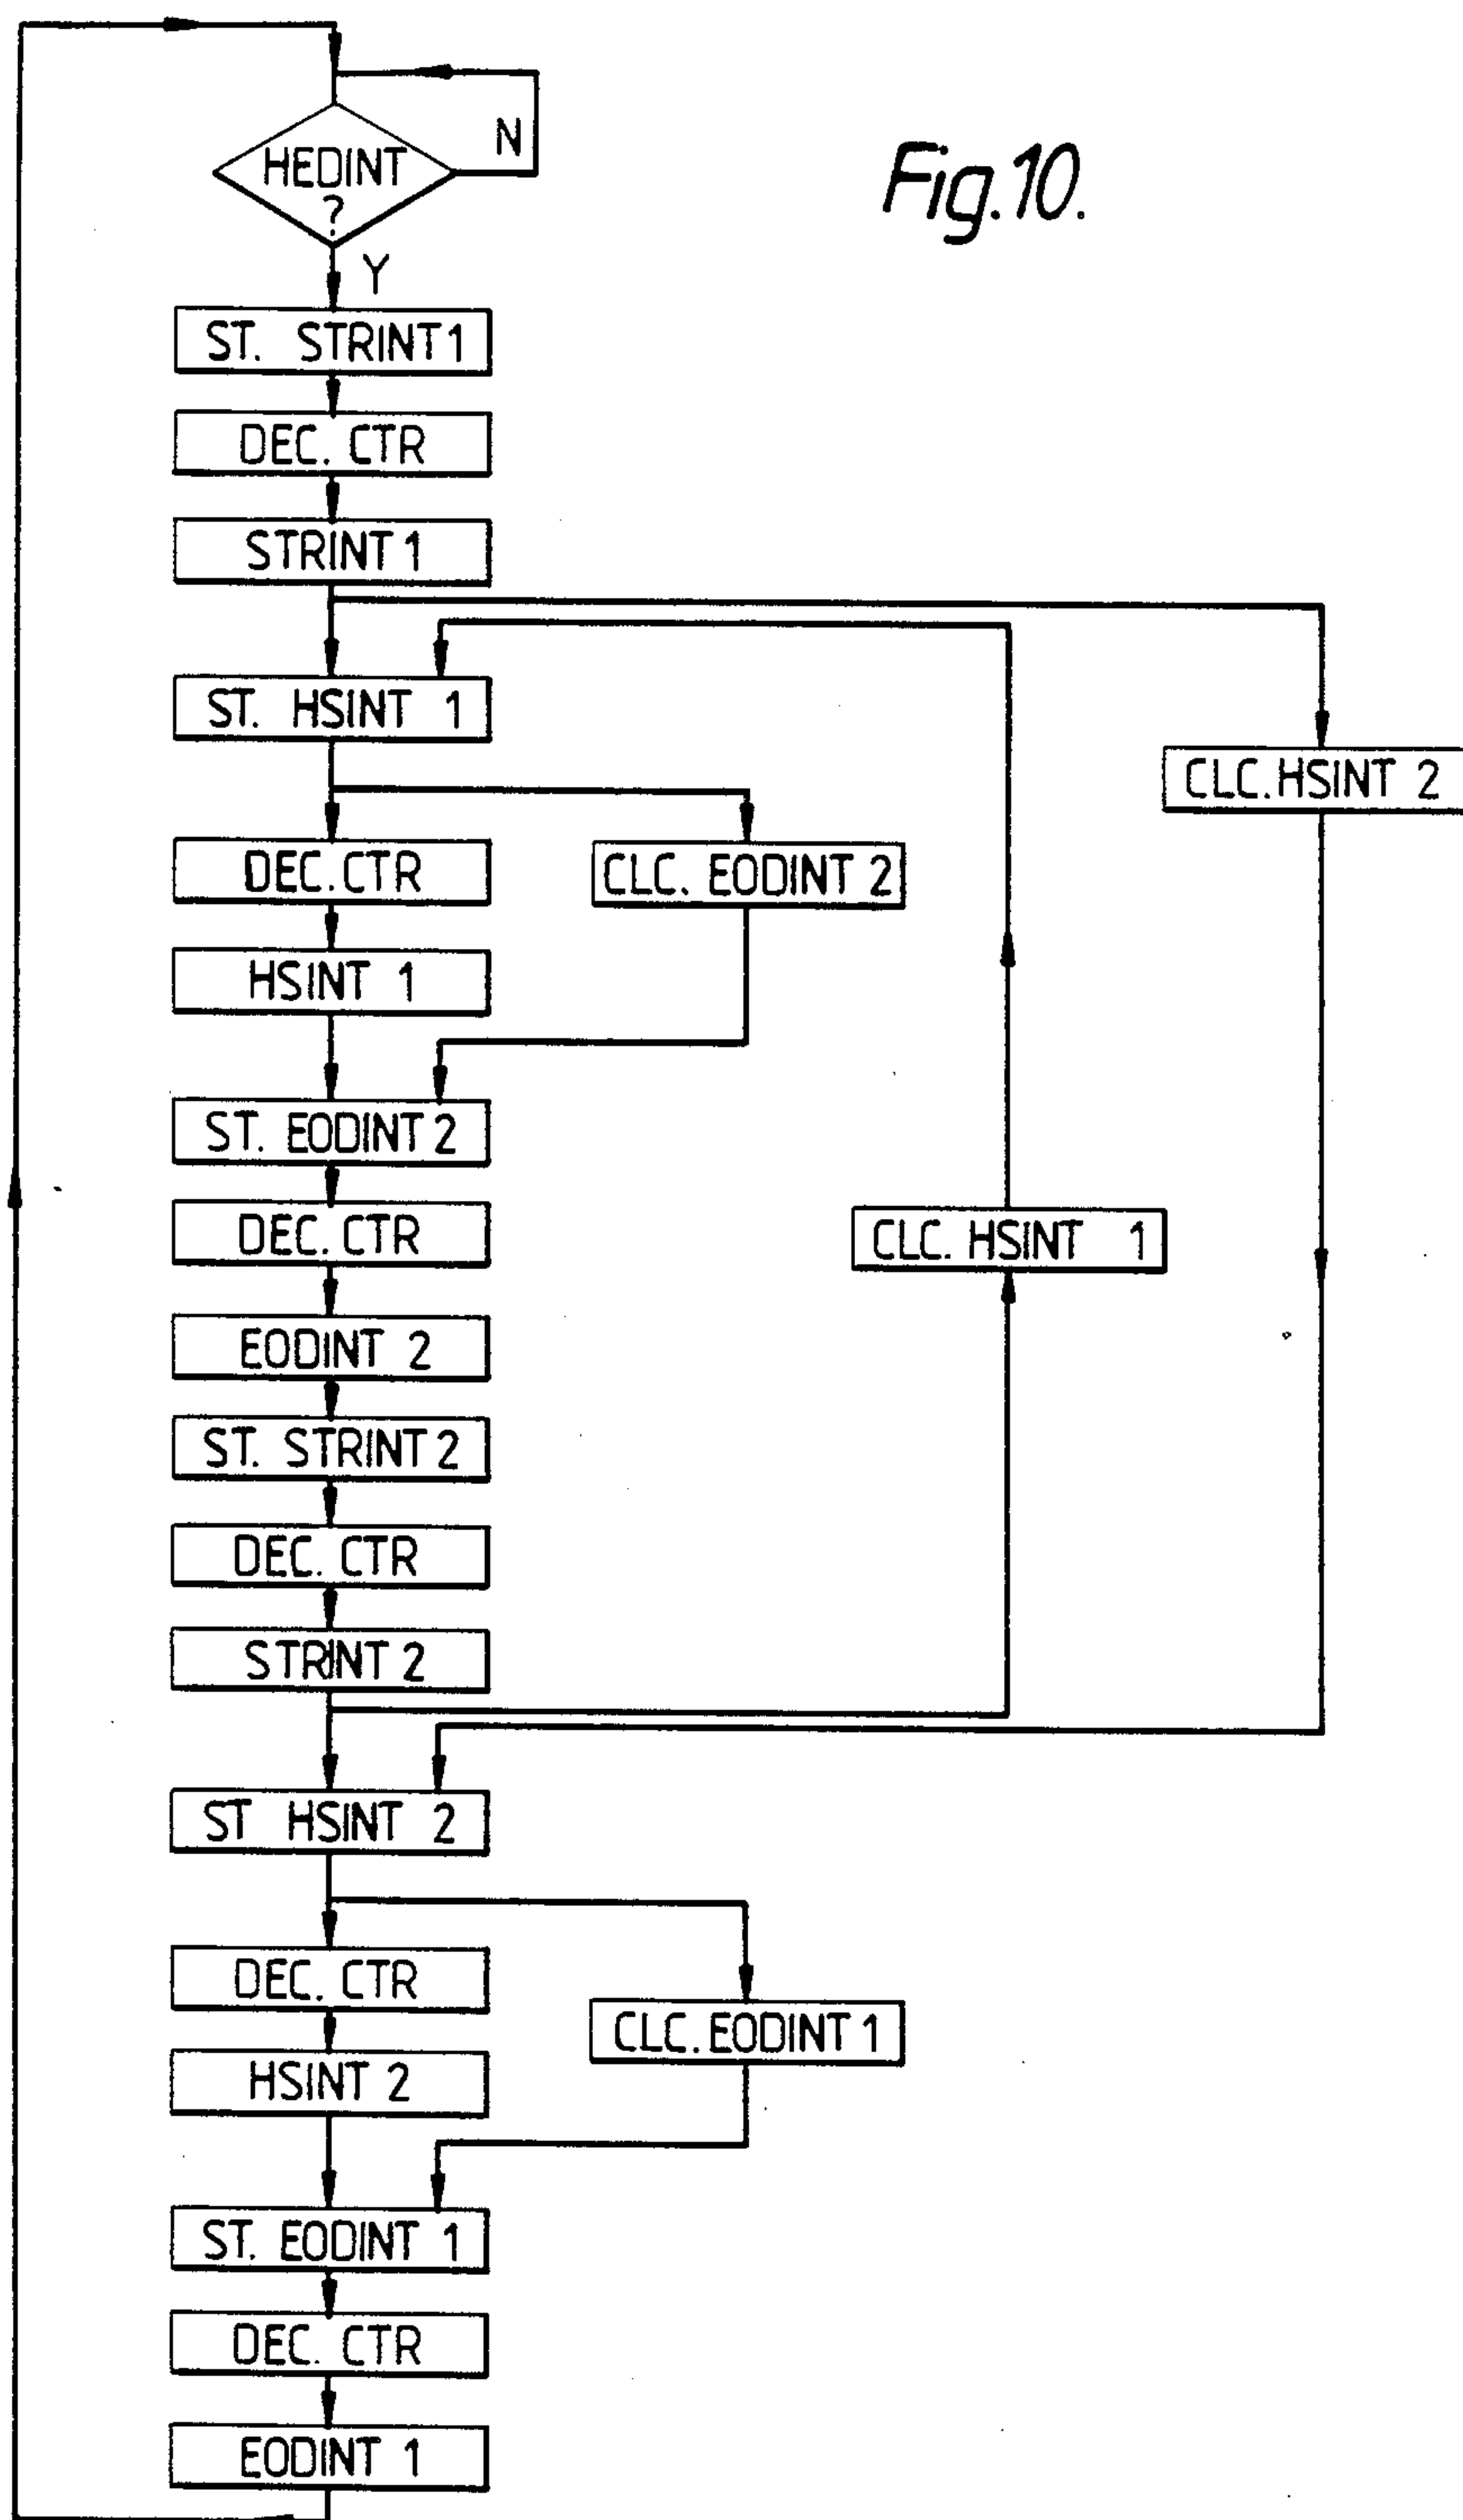 Fig.10.
N
HEDINT
?
Y
ST. STRINT 1
DEC. CTR
STRINT 1
ST. HSINT 1
CLC. HSINT 2
DEC. CTR
CLC. EODINT 2
HSINT 1
ST. EODINT 2
DEC. CTR
CLC. HSINT 1
EODINT 2
ST. STRINT 2
DEC. CTR
STRINT 2
ST HSINT 2
DEC. CTR
CLC. EODINT 1
HSINT 2
ST. EODINT 1
DEC. CTR
EODINT 1